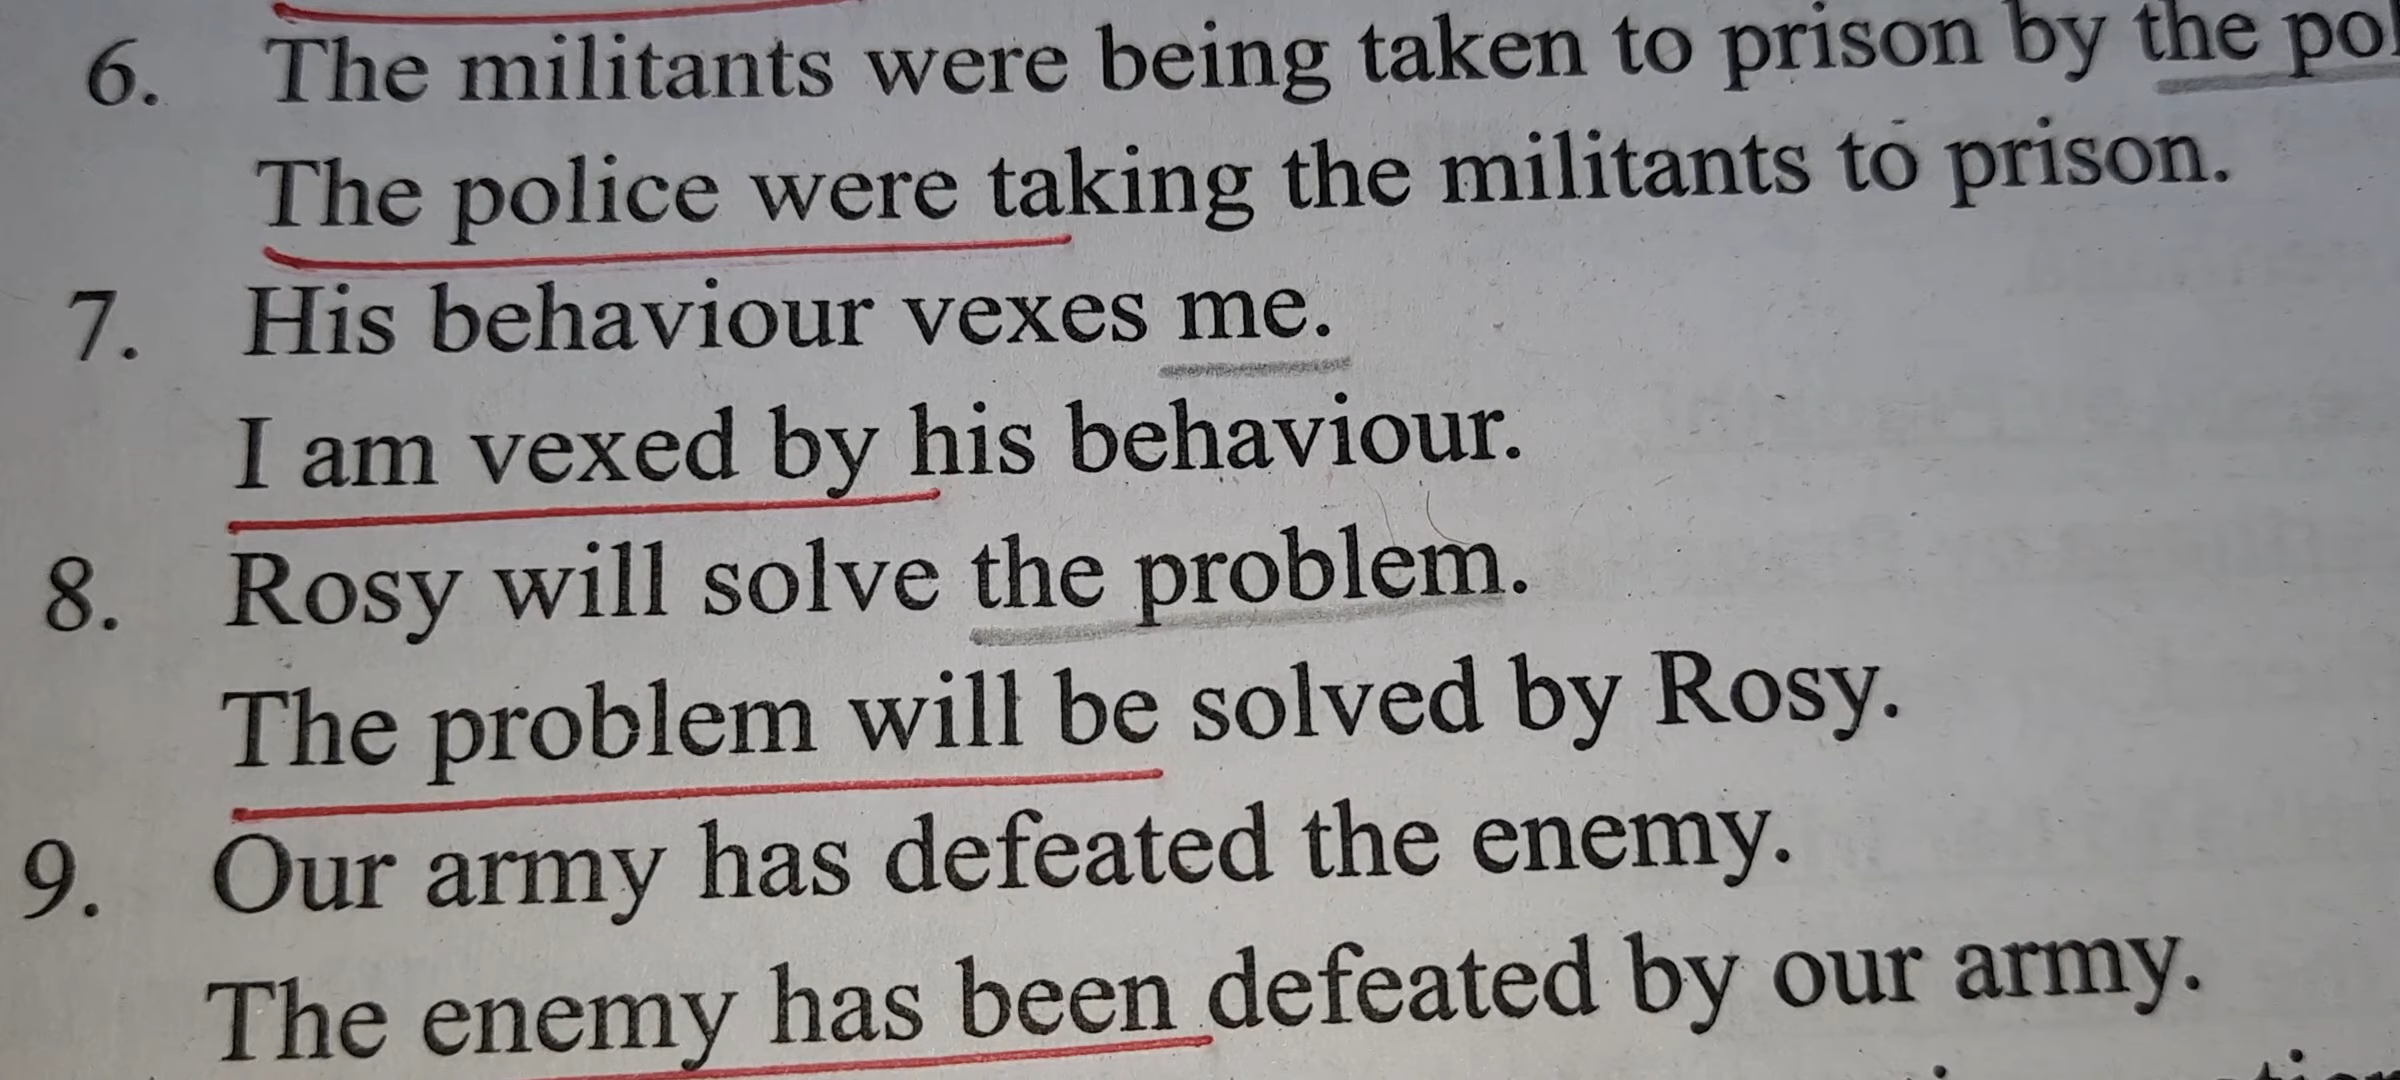 6. The militants were being taken to prison by the
The police were taking the militants to prison.
7. His behaviour vexes me.
I am vexed by his behaviour.
8. Rosy will solve the problem.
The problem will be solved by Rosy.
9. Our army has defeated the enemy.
The enemy has been defeated by our army.